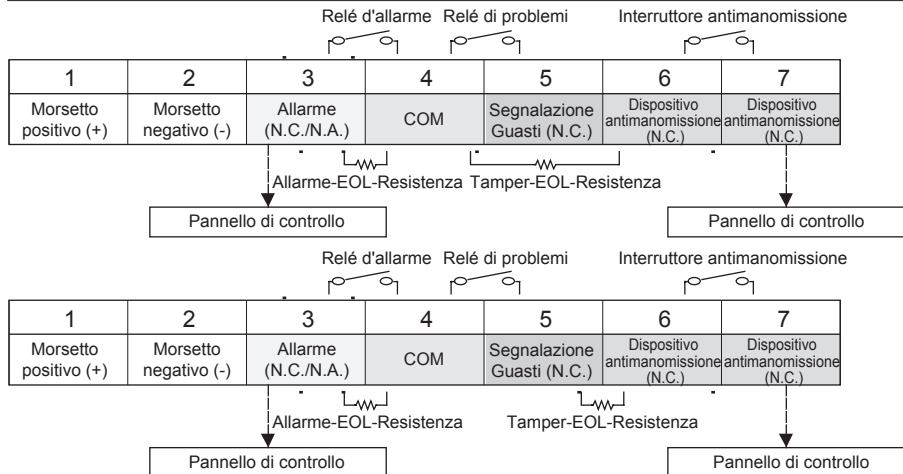 Relé d'allarme Relé di problemi Interruttore antimanomissione
1 2 3 4 5 6 7
Morsetto positivo (+) Morsetto negativo (-) Allarme (N.C./N.A.) COM Segnalazione Guasti (N.C.) Dispositivo antimanomissione (N.C.) Dispositivo antimanomissione (N.C.)
Allarme-EOL-Resistenza Tamper-EOL-Resistenza
Pannello di controllo Pannello di controllo
Relé d'allarme Relé di problemi Interruttore antimanomissione
1 2 3 4 5 6 7
Morsetto positivo (+) Morsetto negativo (-) Allarme (N.C./N.A.) COM Segnalazione Guasti (N.C.) Dispositivo antimanomissione (N.C.) Dispositivo antimanomissione (N.C.)
Allarme-EOL-Resistenza Tamper-EOL-Resistenza
Pannello di controllo Pannello di controllo